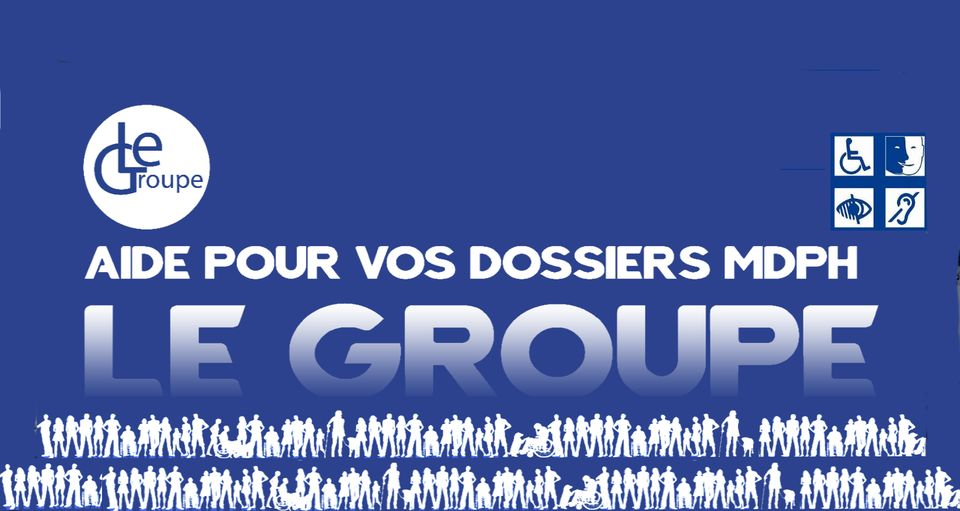 Le
Groupe
AIDE POUR VOS DOSSIERS MDPH
LE GROUPE